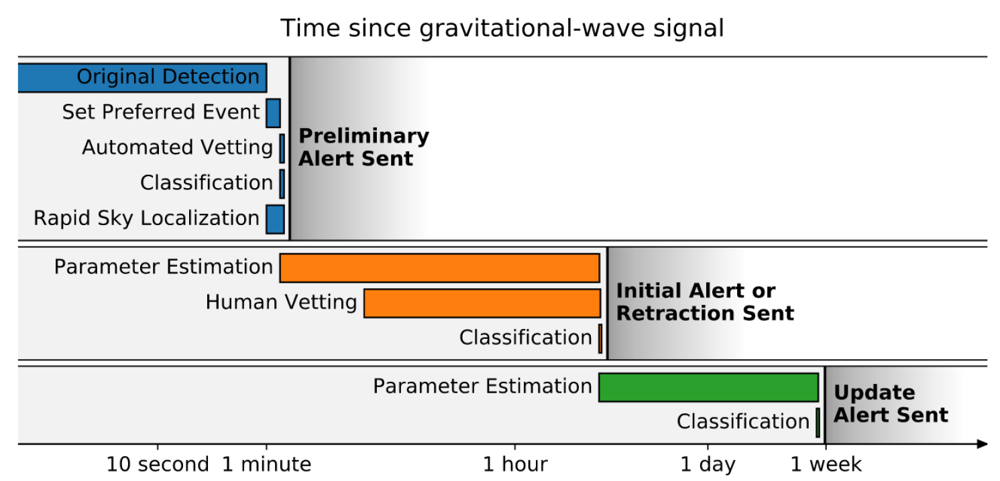 Time since gravitational-wave signal
Original Detection
Set Preferred Event
Automated Vetting
Classification
Rapid Sky Localization
Preliminary
Alert Sent
Parameter Estimation
Human Vetting
Classification
Initial Alert or
Retraction Sent
Parameter Estimation
Classification
Update
Alert Sent
10 second 1 minute 1 hour 1 day 1 week